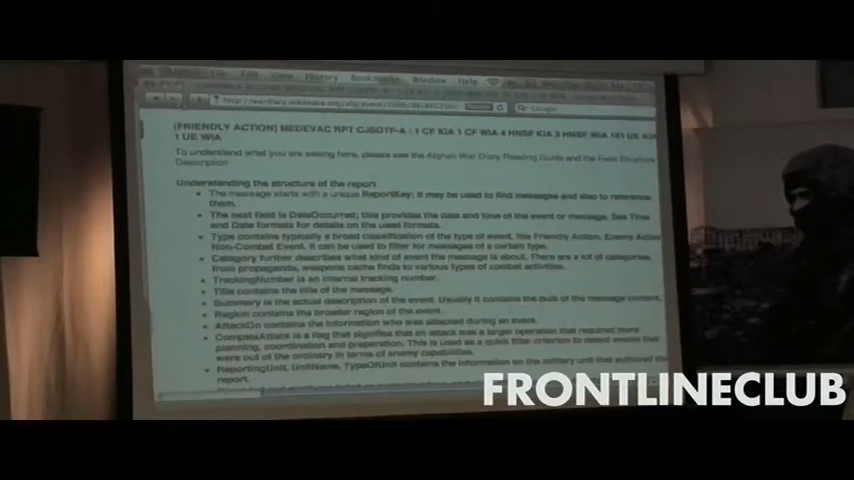 History Bookmarks Window Help
Google
(FRIENDLY ACTION) MEDEVAC RPT CJSOTF-A : 1 CF KIA 1 CF WIA 4 HNSF KIA 3 HNSF WIA 181 UE KIA
1 UE WIA
To understand what you are seeing here, please see the Afghan War Diary Reading Guide and the Field Structure
Description
Understanding the structure of the report
• The message starts with a unique ReportKey; it may be used to find messages and also to reference
them.
• The next field is DateOccurred; this provides the date and time of the event or message. See Time
and Date formats for details on the used formats.
• Type contains typically a broad classification of the type of event, like Friendly Action, Enemy Action,
Non-Combat Event. It can be used to filter for messages of a certain type.
• Category further describes what kind of event the message is about. There are a lot of categories,
from propaganda, weapons cache finds to various types of combat activities.
• TrackingNumber is an internal tracking number.
• Title contains the title of the message.
• Summary is the actual description of the event. Usually it contains the bulk of the message content.
• Region contains the broader region of the event.
• AttackOn contains the information who was attacked during an event.
• ComplexAttack is a flag that signifies that an attack was a larger operation that required more
planning, coordination and preparation. This is used as a quick filter criterion to detect events that
were out of the ordinary in terms of enemy capabilities.
• ReportingUnit, UnitName, TypeOfUnit contains the information on the military unit that authored the
report.
FRONTLINECLUB